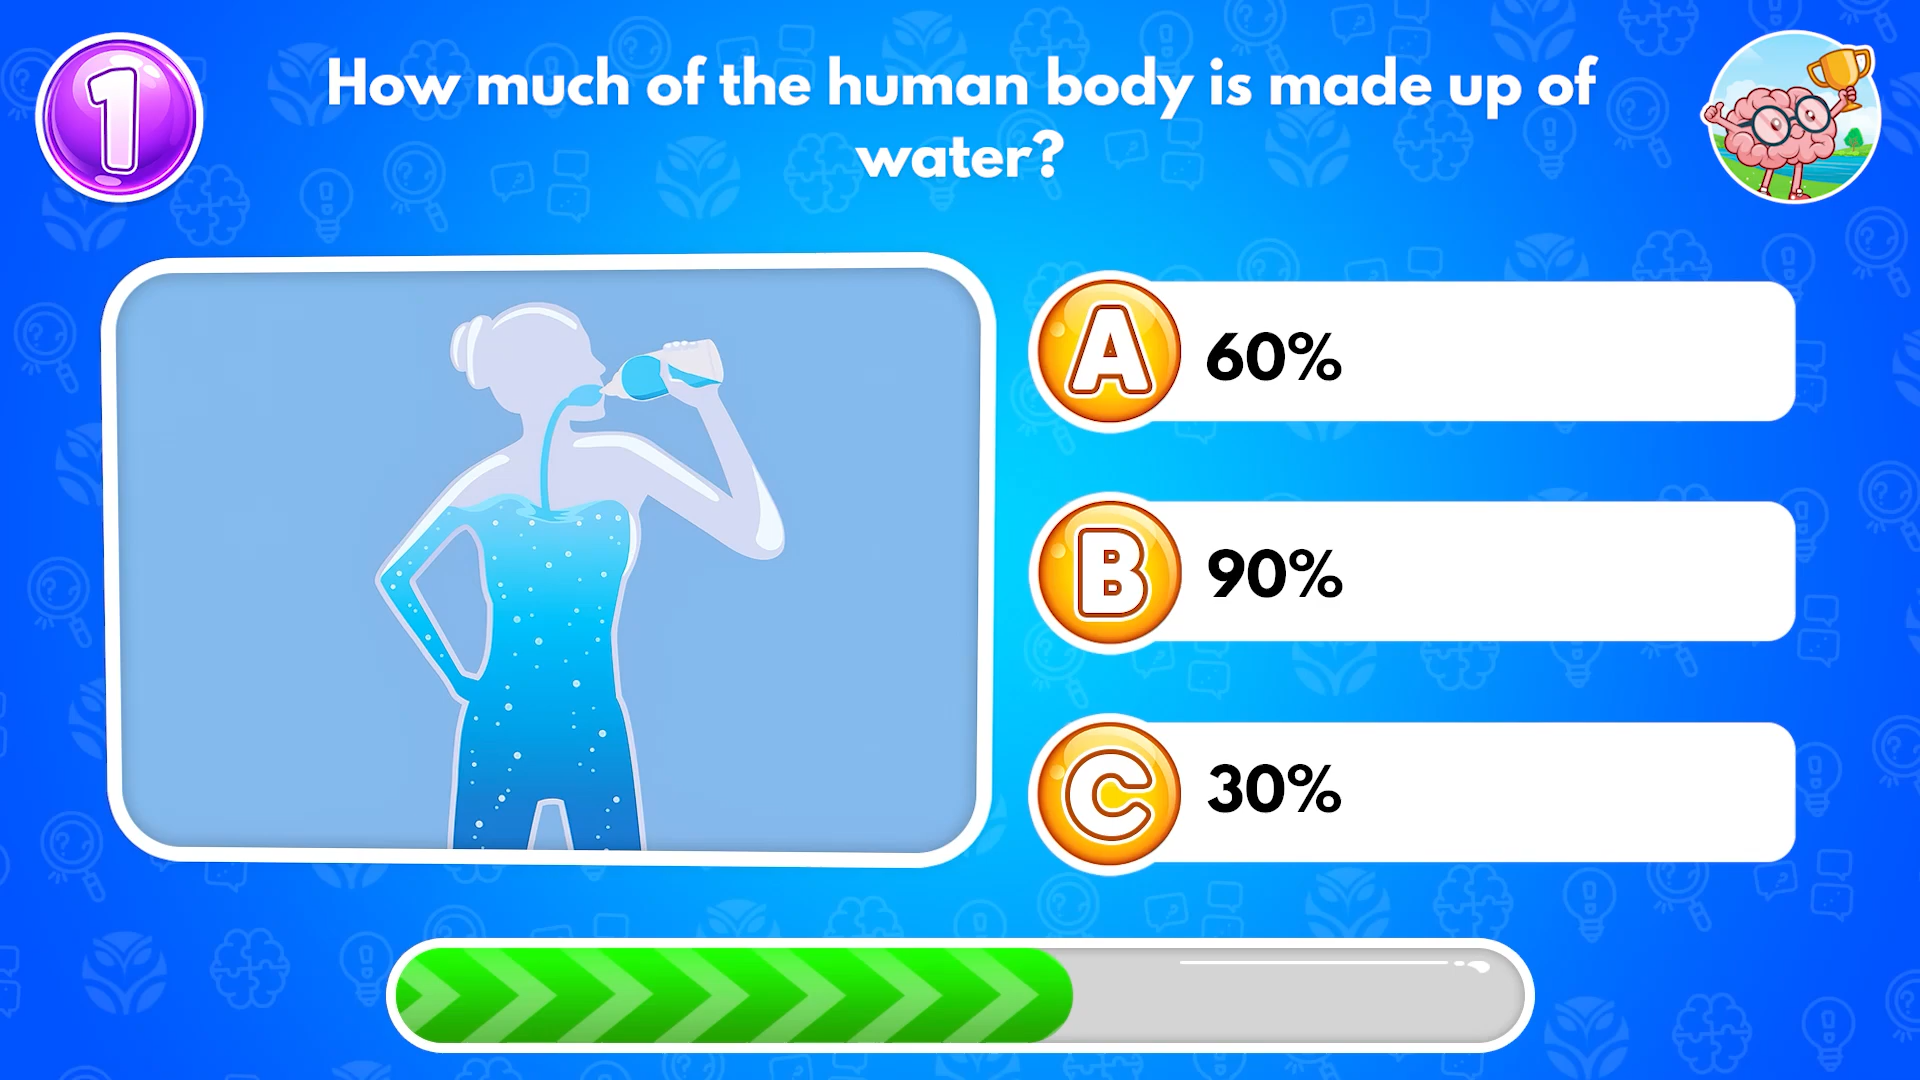 1
How much of the human body is made up of
water?
A 60%
B 90%
C 30%